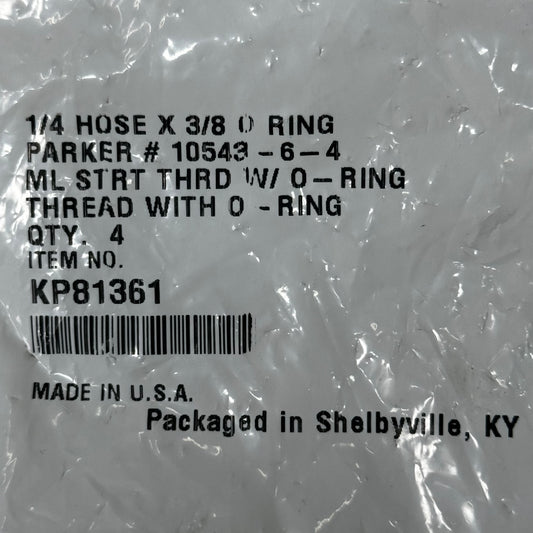 1/4 HOSE X 3/8 O RING
PARKER # 10543-6-4
ML STRT THRD W/ O-RING
THREAD WITH O-RING
QTY. 4
ITEM NO.
KP81361
MADE IN U.S.A.
Packaged in Shelbyville, KY